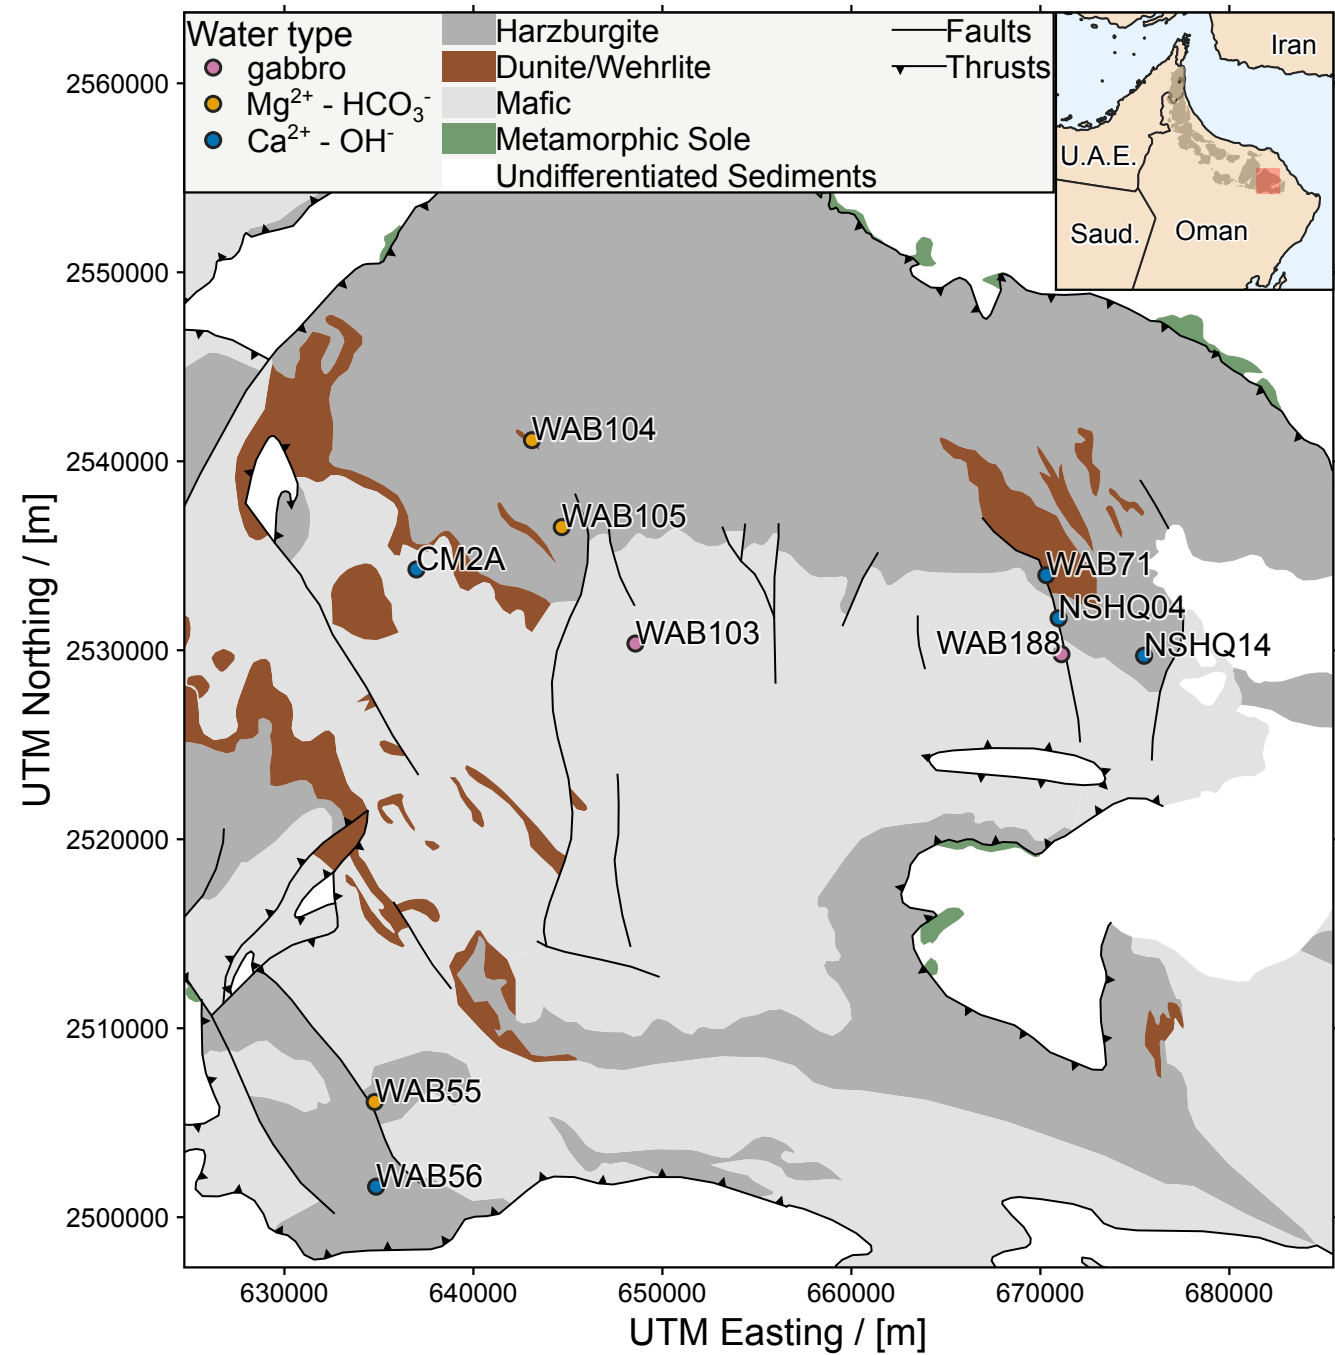 Water type
gabbro
Mg2+ - HCO3-
Ca2+ - OH-
Harzburgite
Dunite/Wehrlite
Mafic
Metamorphic Sole
Undifferentiated Sediments
Faults
Thrusts
Iran
U.A.E.
Saud.
Oman
2560000
2550000
2540000
2530000
2520000
2510000
2500000
UTM Northing / [m]
WAB104
WAB105
CM2A
WAB71
NSHQ04
WAB103
WAB188
NSHQ14
WAB55
WAB56
630000
640000
650000
660000
670000
680000
UTM Easting / [m]